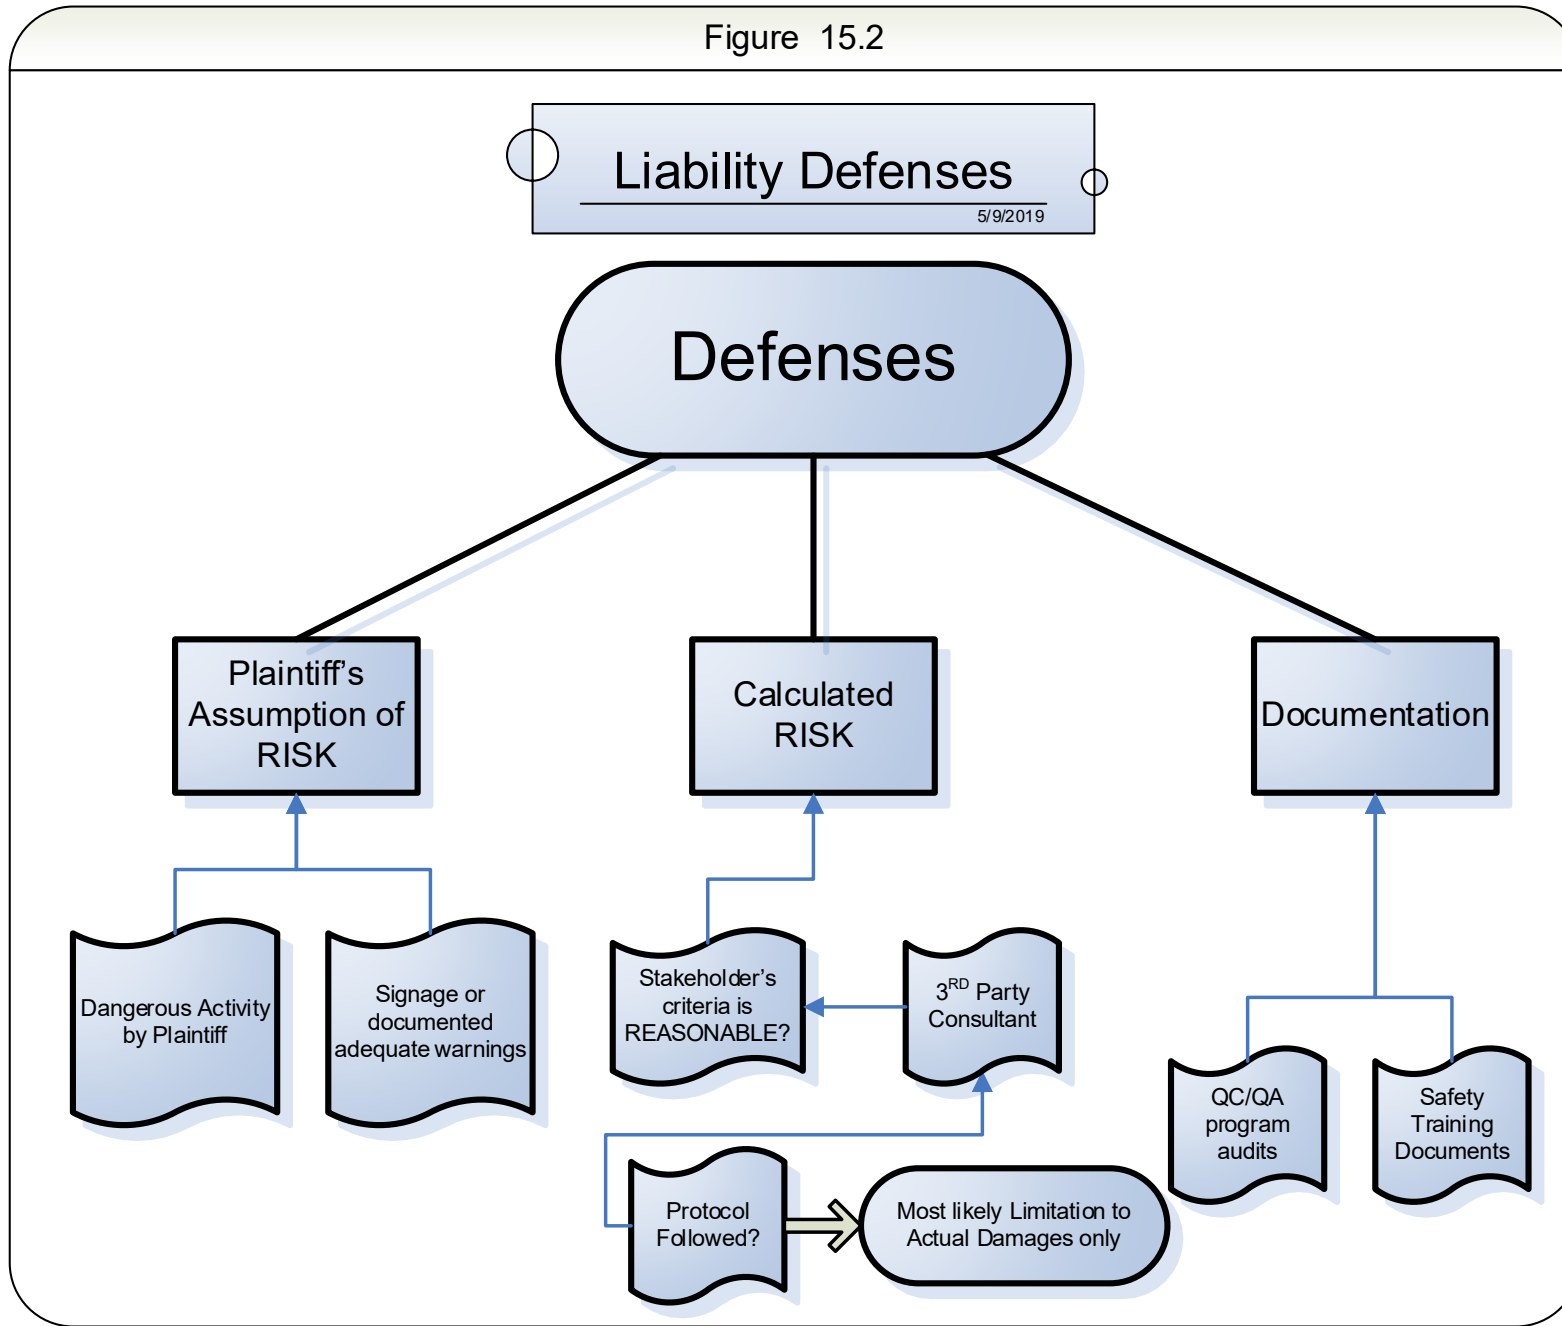 Figure 15.2
Liability Defenses
5/9/2019
Defenses
Plaintiff's
Assumption of
RISK
Calculated
RISK
Documentation
Dangerous Activity
by Plaintiff
Signage or
documented
adequate warnings
Stakeholder's
criteria is
REASONABLE?
3RD Party
Consultant
QC/QA
program
audits
Safety
Training
Documents
Protocol
Followed?
Most likely Limitation to
Actual Damages only